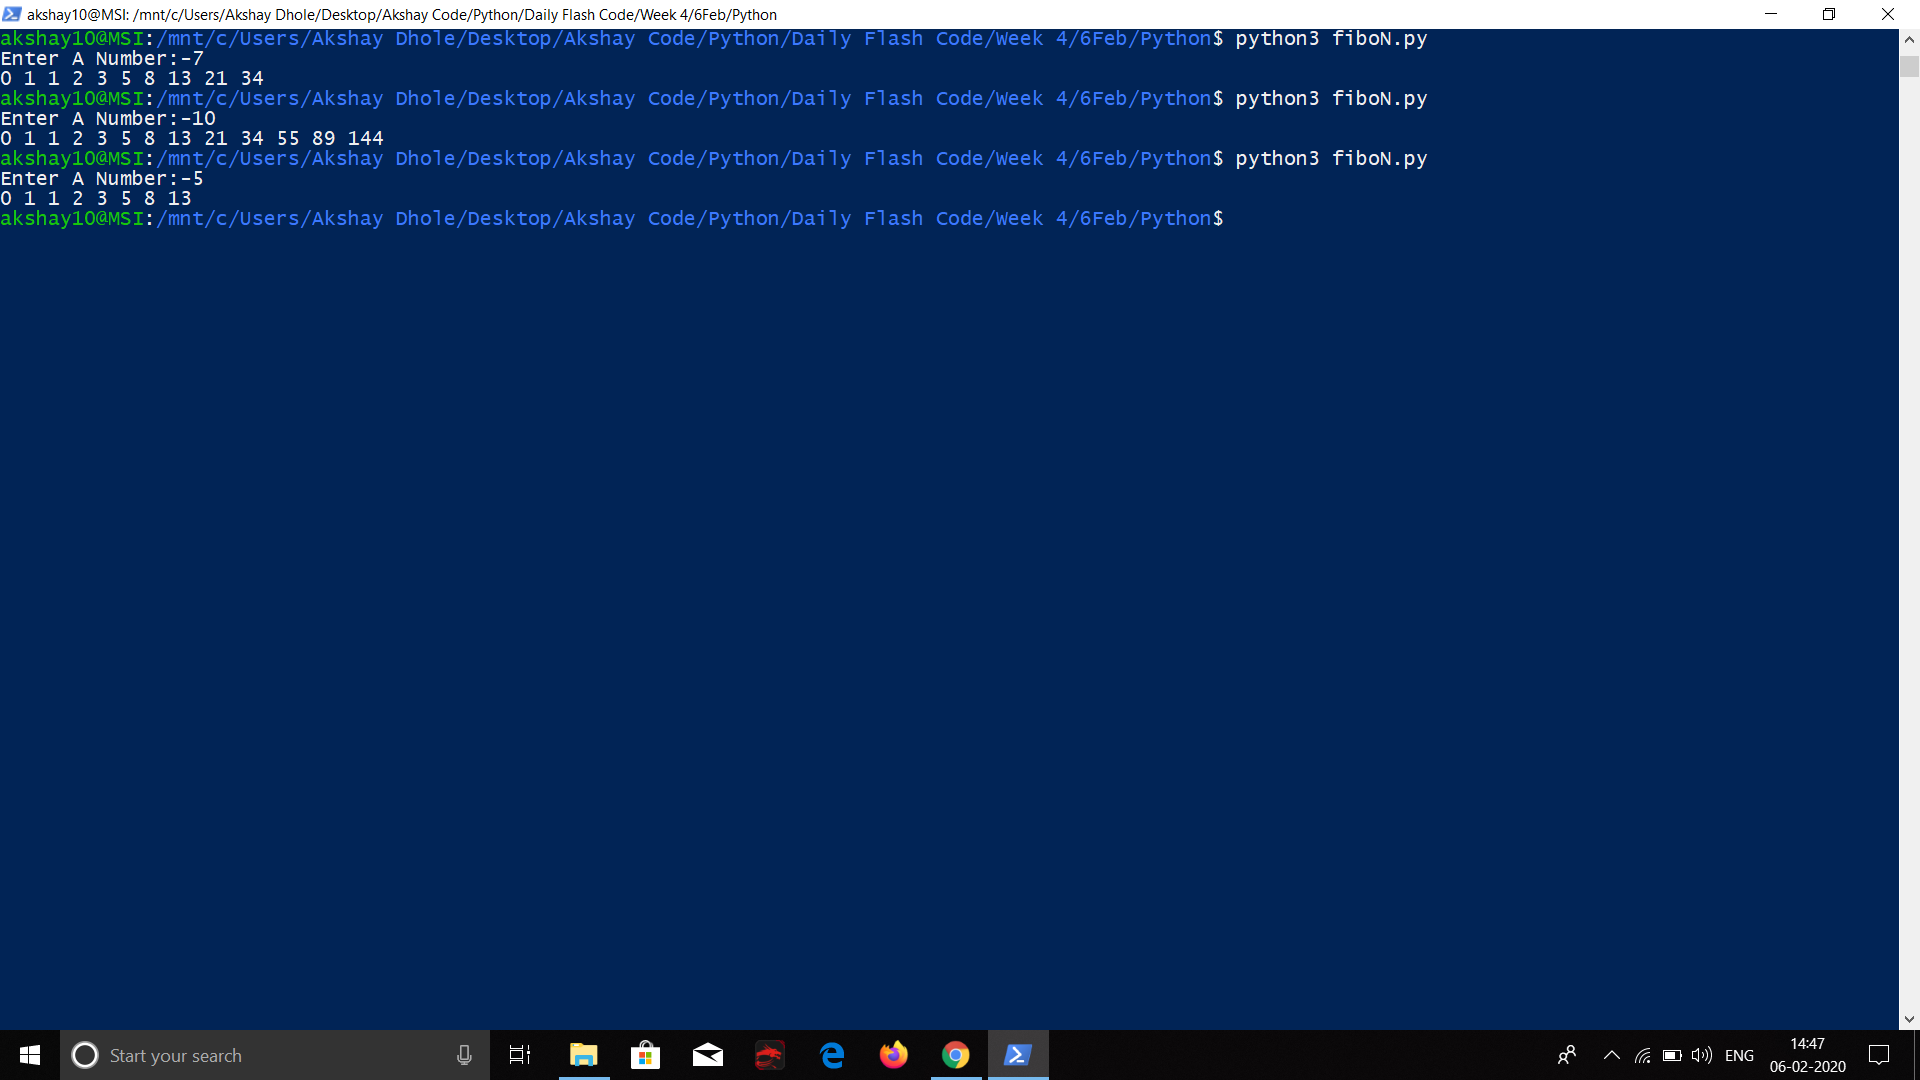 akshay10@MSI: /mnt/c/Users/Akshay Dhole/Desktop/Akshay Code/Python/Daily Flash Code/Week 4/6Feb/Python
akshay10@MSI:/mnt/c/Users/Akshay Dhole/Desktop/Akshay Code/Python/Daily Flash Code/Week 4/6Feb/Python$ python3 fiboN.py
Enter A Number:-7
0 1 1 2 3 5 8 13 21 34
akshay10@MSI:/mnt/c/Users/Akshay Dhole/Desktop/Akshay Code/Python/Daily Flash Code/Week 4/6Feb/Python$ python3 fiboN.py
Enter A Number:-10
0 1 1 2 3 5 8 13 21 34 55 89 144
akshay10@MSI:/mnt/c/Users/Akshay Dhole/Desktop/Akshay Code/Python/Daily Flash Code/Week 4/6Feb/Python$ python3 fiboN.py
Enter A Number:-5
0 1 1 2 3 5 8 13
akshay10@MSI:/mnt/c/Users/Akshay Dhole/Desktop/Akshay Code/Python/Daily Flash Code/Week 4/6Feb/Python$
Start your search
ENG
14:47
06-02-2020